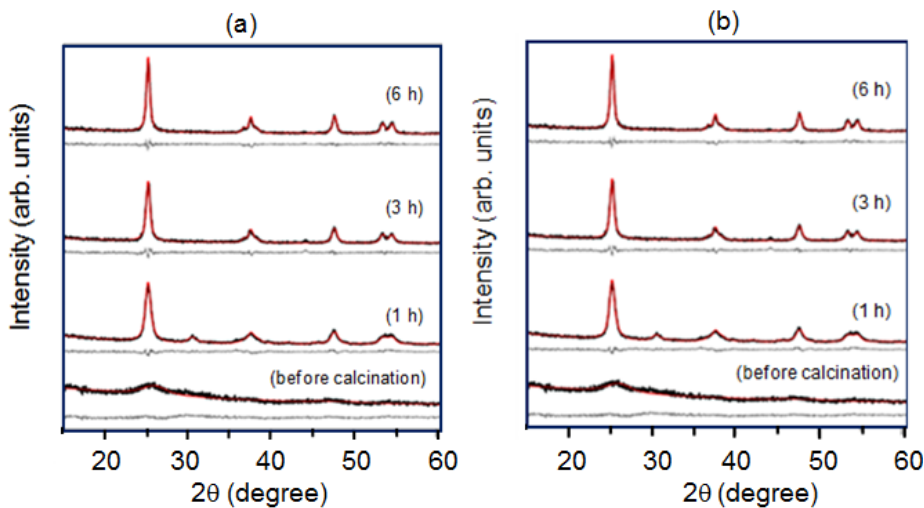 (a)
Intensity (arb. units)
(6 h)
(3 h)
(1 h)
(before calcination)
20 30 40 50 60
2θ (degree)
(b)
Intensity (arb. units)
(6 h)
(3 h)
(1 h)
(before calcination)
20 30 40 50 60
2θ (degree)